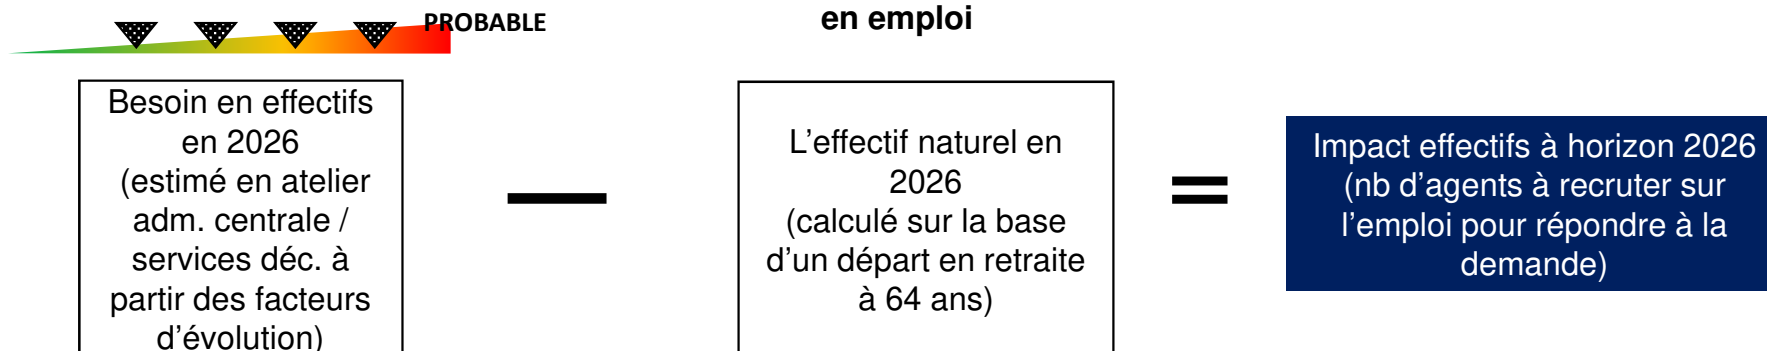 PROBABLE
en emploi
Besoin en effectifs
en 2026
(estimé en atelier
adm. centrale /
services déc. à
partir des facteurs
d'évolution)
L'effectif naturel en
2026
(calculé sur la base
d'un départ en retraite
à 64 ans)
Impact effectifs à horizon 2026
(nb d'agents à recruter sur
l'emploi pour répondre à la
demande)